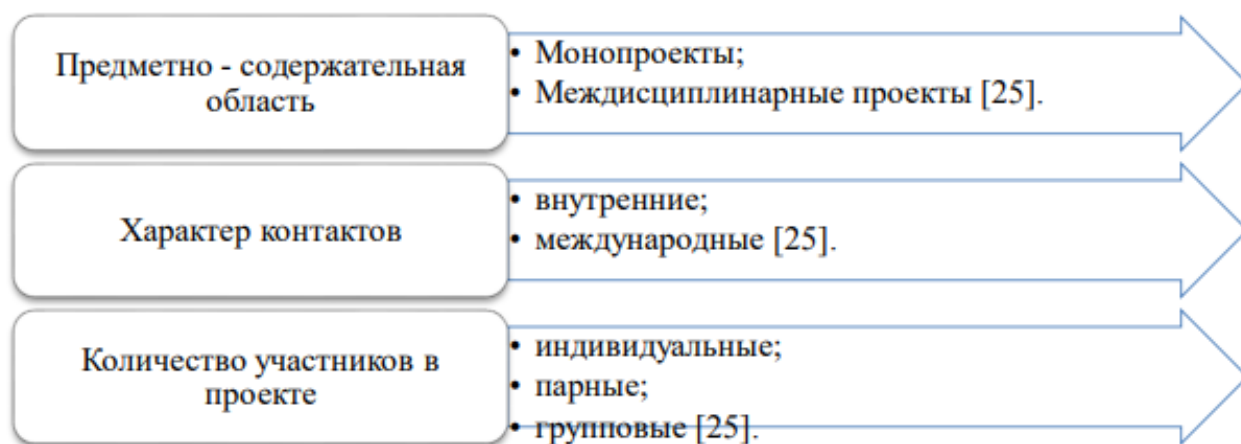 Предметно - содержательная
область
• Монопроекты;
• Междисциплинарные проекты [25].
Характер контактов
• внутренние;
• международные [25].
Количество участников в
проекте
• индивидуальные;
• парные;
• групповые [25].